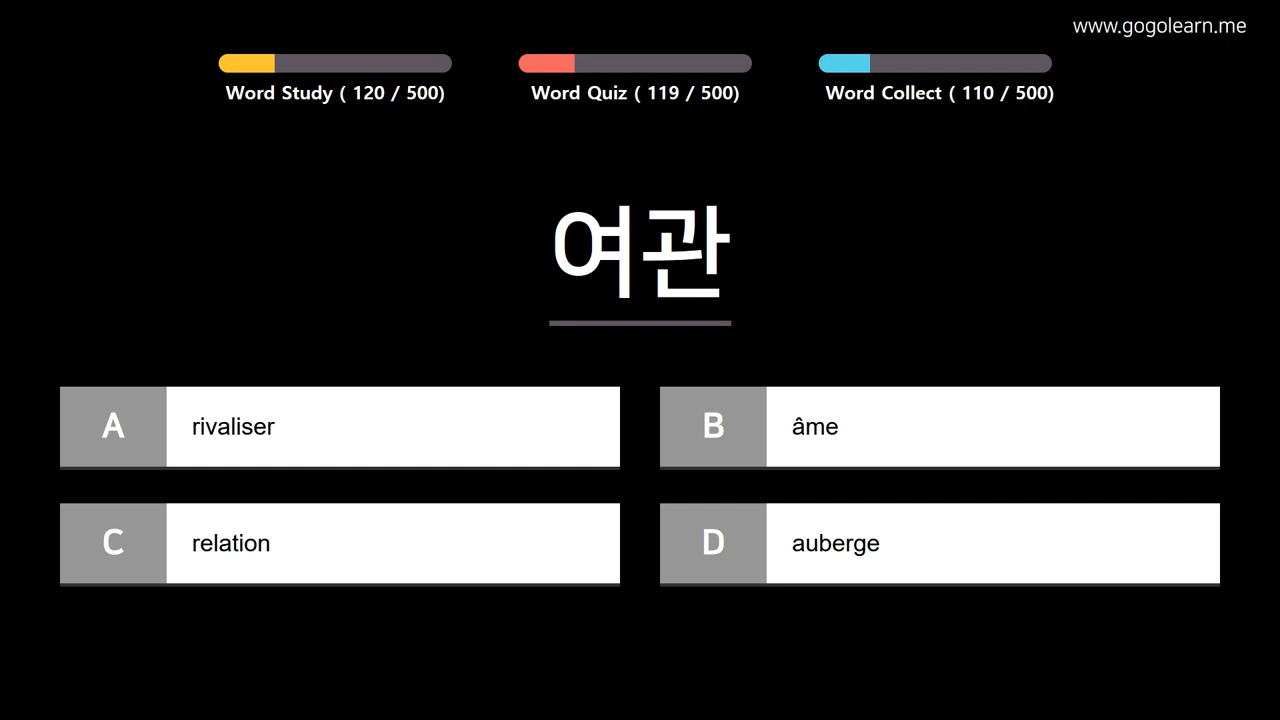 www.gogolearn.me
Word Study ( 120 / 500)
Word Quiz ( 119 / 500)
Word Collect ( 110 / 500)
여관
A rivaliser
B âme
C relation
D auberge